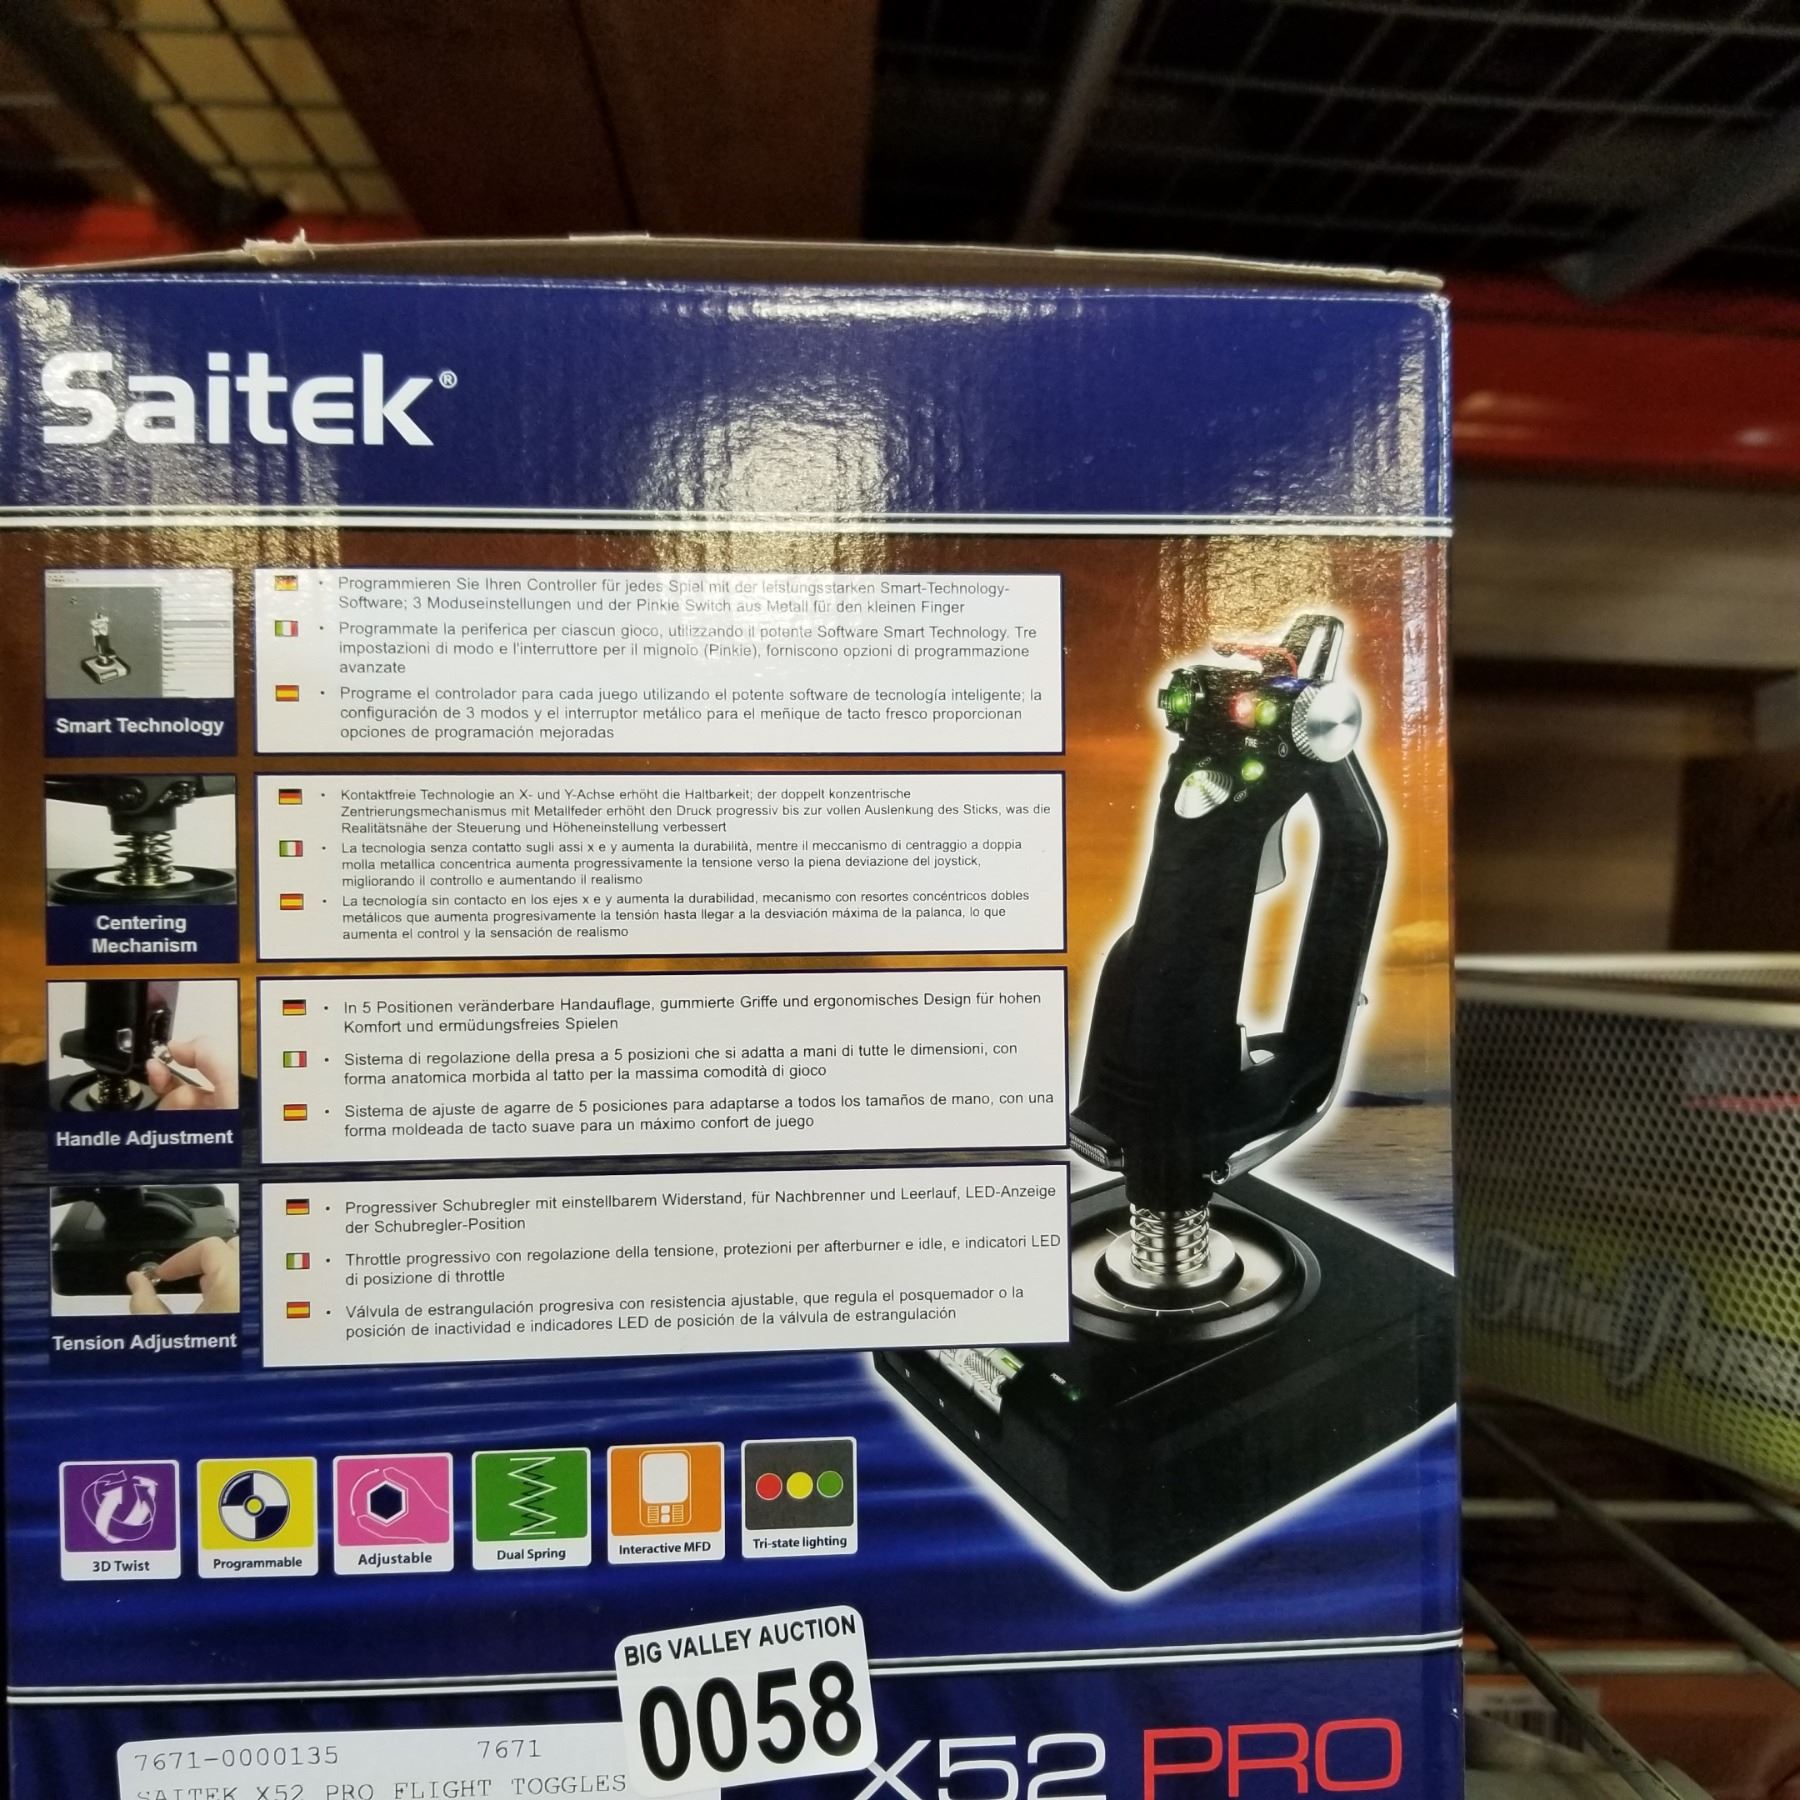 Saitek®
Smart Technology
Programmieren Sie Ihren Controller für jedes Spiel mit der leistungsstarken Smart-Technology-
Software; 3 Moduseinstellungen und der Pinkie Switch aus Metall für den kleinen Finger
Programmate la periferica per ciascun gioco, utilizzando il potente Software Smart Technology. Tre
impostazioni di modo e l'interruttore per il mignolo (Pinkie), forniscono opzioni di programmazione
avanzate
Programe el controlador para cada juego utilizando el potente software de tecnología inteligente; la
configuración de 3 modos y el interruptor metálico para el meñique de tacto fresco proporcionan
opciones de programación mejoradas
FIRE
A
Centering
Mechanism
Kontaktfreie Technologie an X- und Y-Achse erhöht die Haltbarkeit; der doppelt konzentrische
Zentrierungsmechanismus mit Metallfeder erhöht den Druck progressiv bis zur vollen Auslenkung des Sticks, was die
Realitätsnähe der Steuerung und Höheneinstellung verbessert
La tecnologia senza contatto sugli assi x e y aumenta la durabilità, mentre il meccanismo di centraggio a doppia
molla metallica concentrica aumenta progressivamente la tensione verso la piena deviazione del joystick,
migliorando il controllo e aumentando il realismo
La tecnología sin contacto en los ejes x e y aumenta la durabilidad, mecanismo con resortes concéntricos dobles
metálicos que aumenta progresivamente la tensión hasta llegar a la desviación máxima de la palanca, lo que
aumenta el control y la sensación de realismo
Handle Adjustment
In 5 Positionen veränderbare Handauflage, gummierte Griffe und ergonomisches Design für hohen
Komfort und ermüdungsfreies Spielen
Sistema di regolazione della presa a 5 posizioni che si adatta a mani di tutte le dimensioni, con
forma anatomica morbida al tatto per la massima comodità di gioco
Sistema de ajuste de agarre de 5 posiciones para adaptarse a todos los tamaños de mano, con una
forma moldeada de tacto suave para un máximo confort de juego
Tension Adjustment
Progressiver Schubregler mit einstellbarem Widerstand, für Nachbrenner und Leerlauf, LED-Anzeige
der Schubregler-Position
Throttle progressivo con regolazione della tensione, protezioni per afterburner e idle, e indicatori LED
di posizione di throttle
Válvula de estrangulación progresiva con resistencia ajustable, que regula el posquemador o la
posición de inactividad e indicadores LED de posición de la válvula de estrangulación
3D Twist
Programmable
Adjustable
Dual Spring
Interactive MFD
Tri-state lighting
BIG VALLEY AUCTION
0058
7671-0000135 7671
SAITEK X52 PRO FLIGHT TOGGLES
X52 PRO